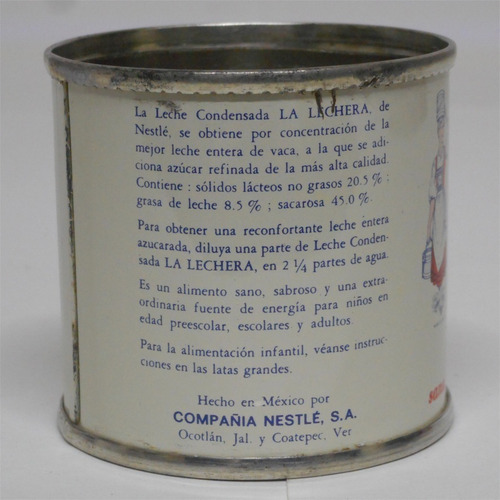 La Leche Condensada LA LECHERA, de
Nestlé, se obtiene por concentración de la
mejor leche entera de vaca, a la que se adi-
ciona azúcar refinada de la más alta calidad.
Contiene : sólidos lácteos no grasos 20.5 % ;
grasa de leche 8.5 % ; sacarosa 45.0 % .
Para obtener una reconfortante leche entera
azucarada, diluya una parte de Leche Conden-
sada LA LECHERA, en 2 ¼ partes de agua.
Es un alimento sano, sabroso y una extra-
ordinaria fuente de energía para niños en
edad preescolar, escolares y adultos.
Para la alimentación infantil, véanse instruc-
ciones en las latas grandes.
Hecho en México por
COMPAÑIA NESTLÉ, S.A.
Ocotlán, Jal. y Coatepec, Ver